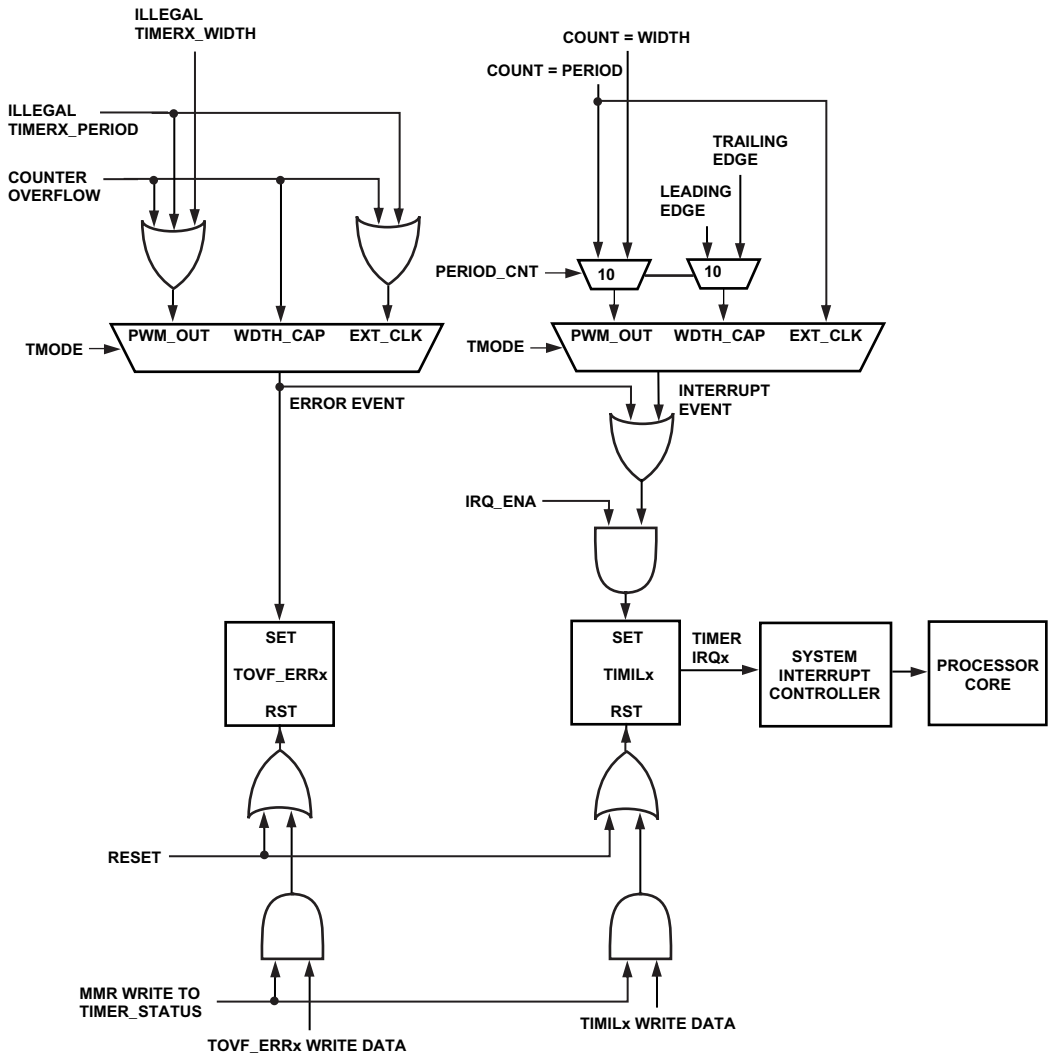 ILLEGAL
TIMERX_WIDTH
COUNT = WIDTH
COUNT = PERIOD
ILLEGAL
TIMERX_PERIOD
TRAILING
EDGE
COUNTER
OVERFLOW
LEADING
EDGE
PERIOD_CNT
10
10
TMODE
PWM_OUT WDTH_CAP EXT_CLK
TMODE
PWM_OUT WDTH_CAP EXT_CLK
ERROR EVENT
INTERRUPT
EVENT
IRQ_ENA
SET
TOVF_ERRx
RST
SET
TIMILx
RST
TIMER
IRQx
SYSTEM
INTERRUPT
CONTROLLER
PROCESSOR
CORE
RESET
MMR WRITE TO
TIMER_STATUS
TOVF_ERRx WRITE DATA
TIMILx WRITE DATA